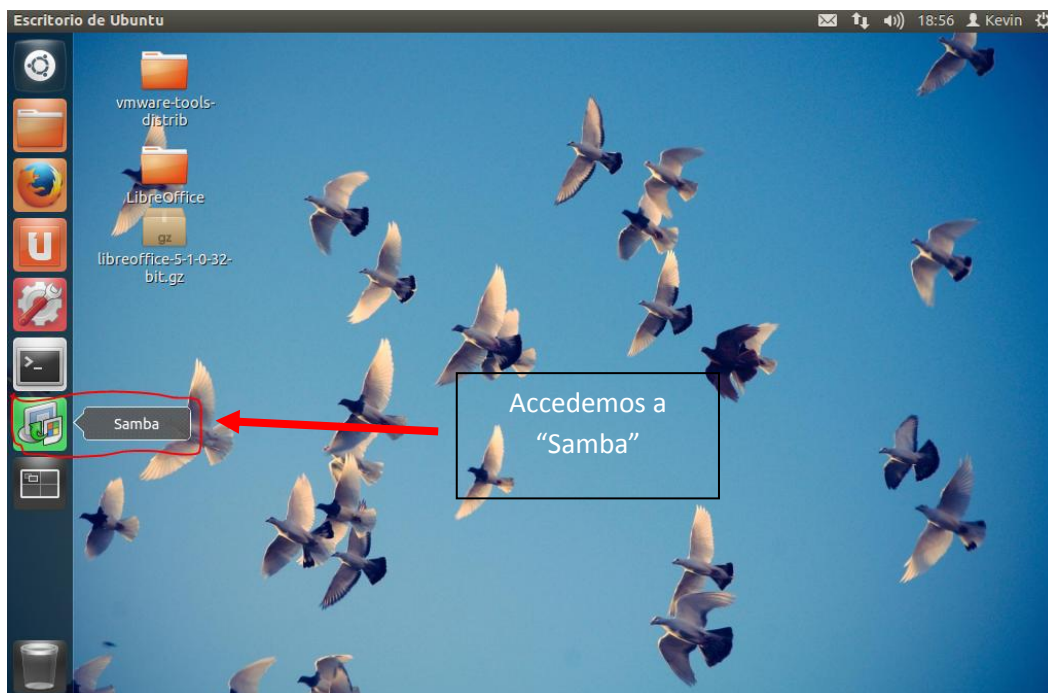 Escritorio de Ubuntu
18:56 Kevin
vmware-tools-
distrib
LibreOffice
gz
libreoffice-5-1-0-32-
bit.gz
>_
Samba
Accedemos a
“Samba”